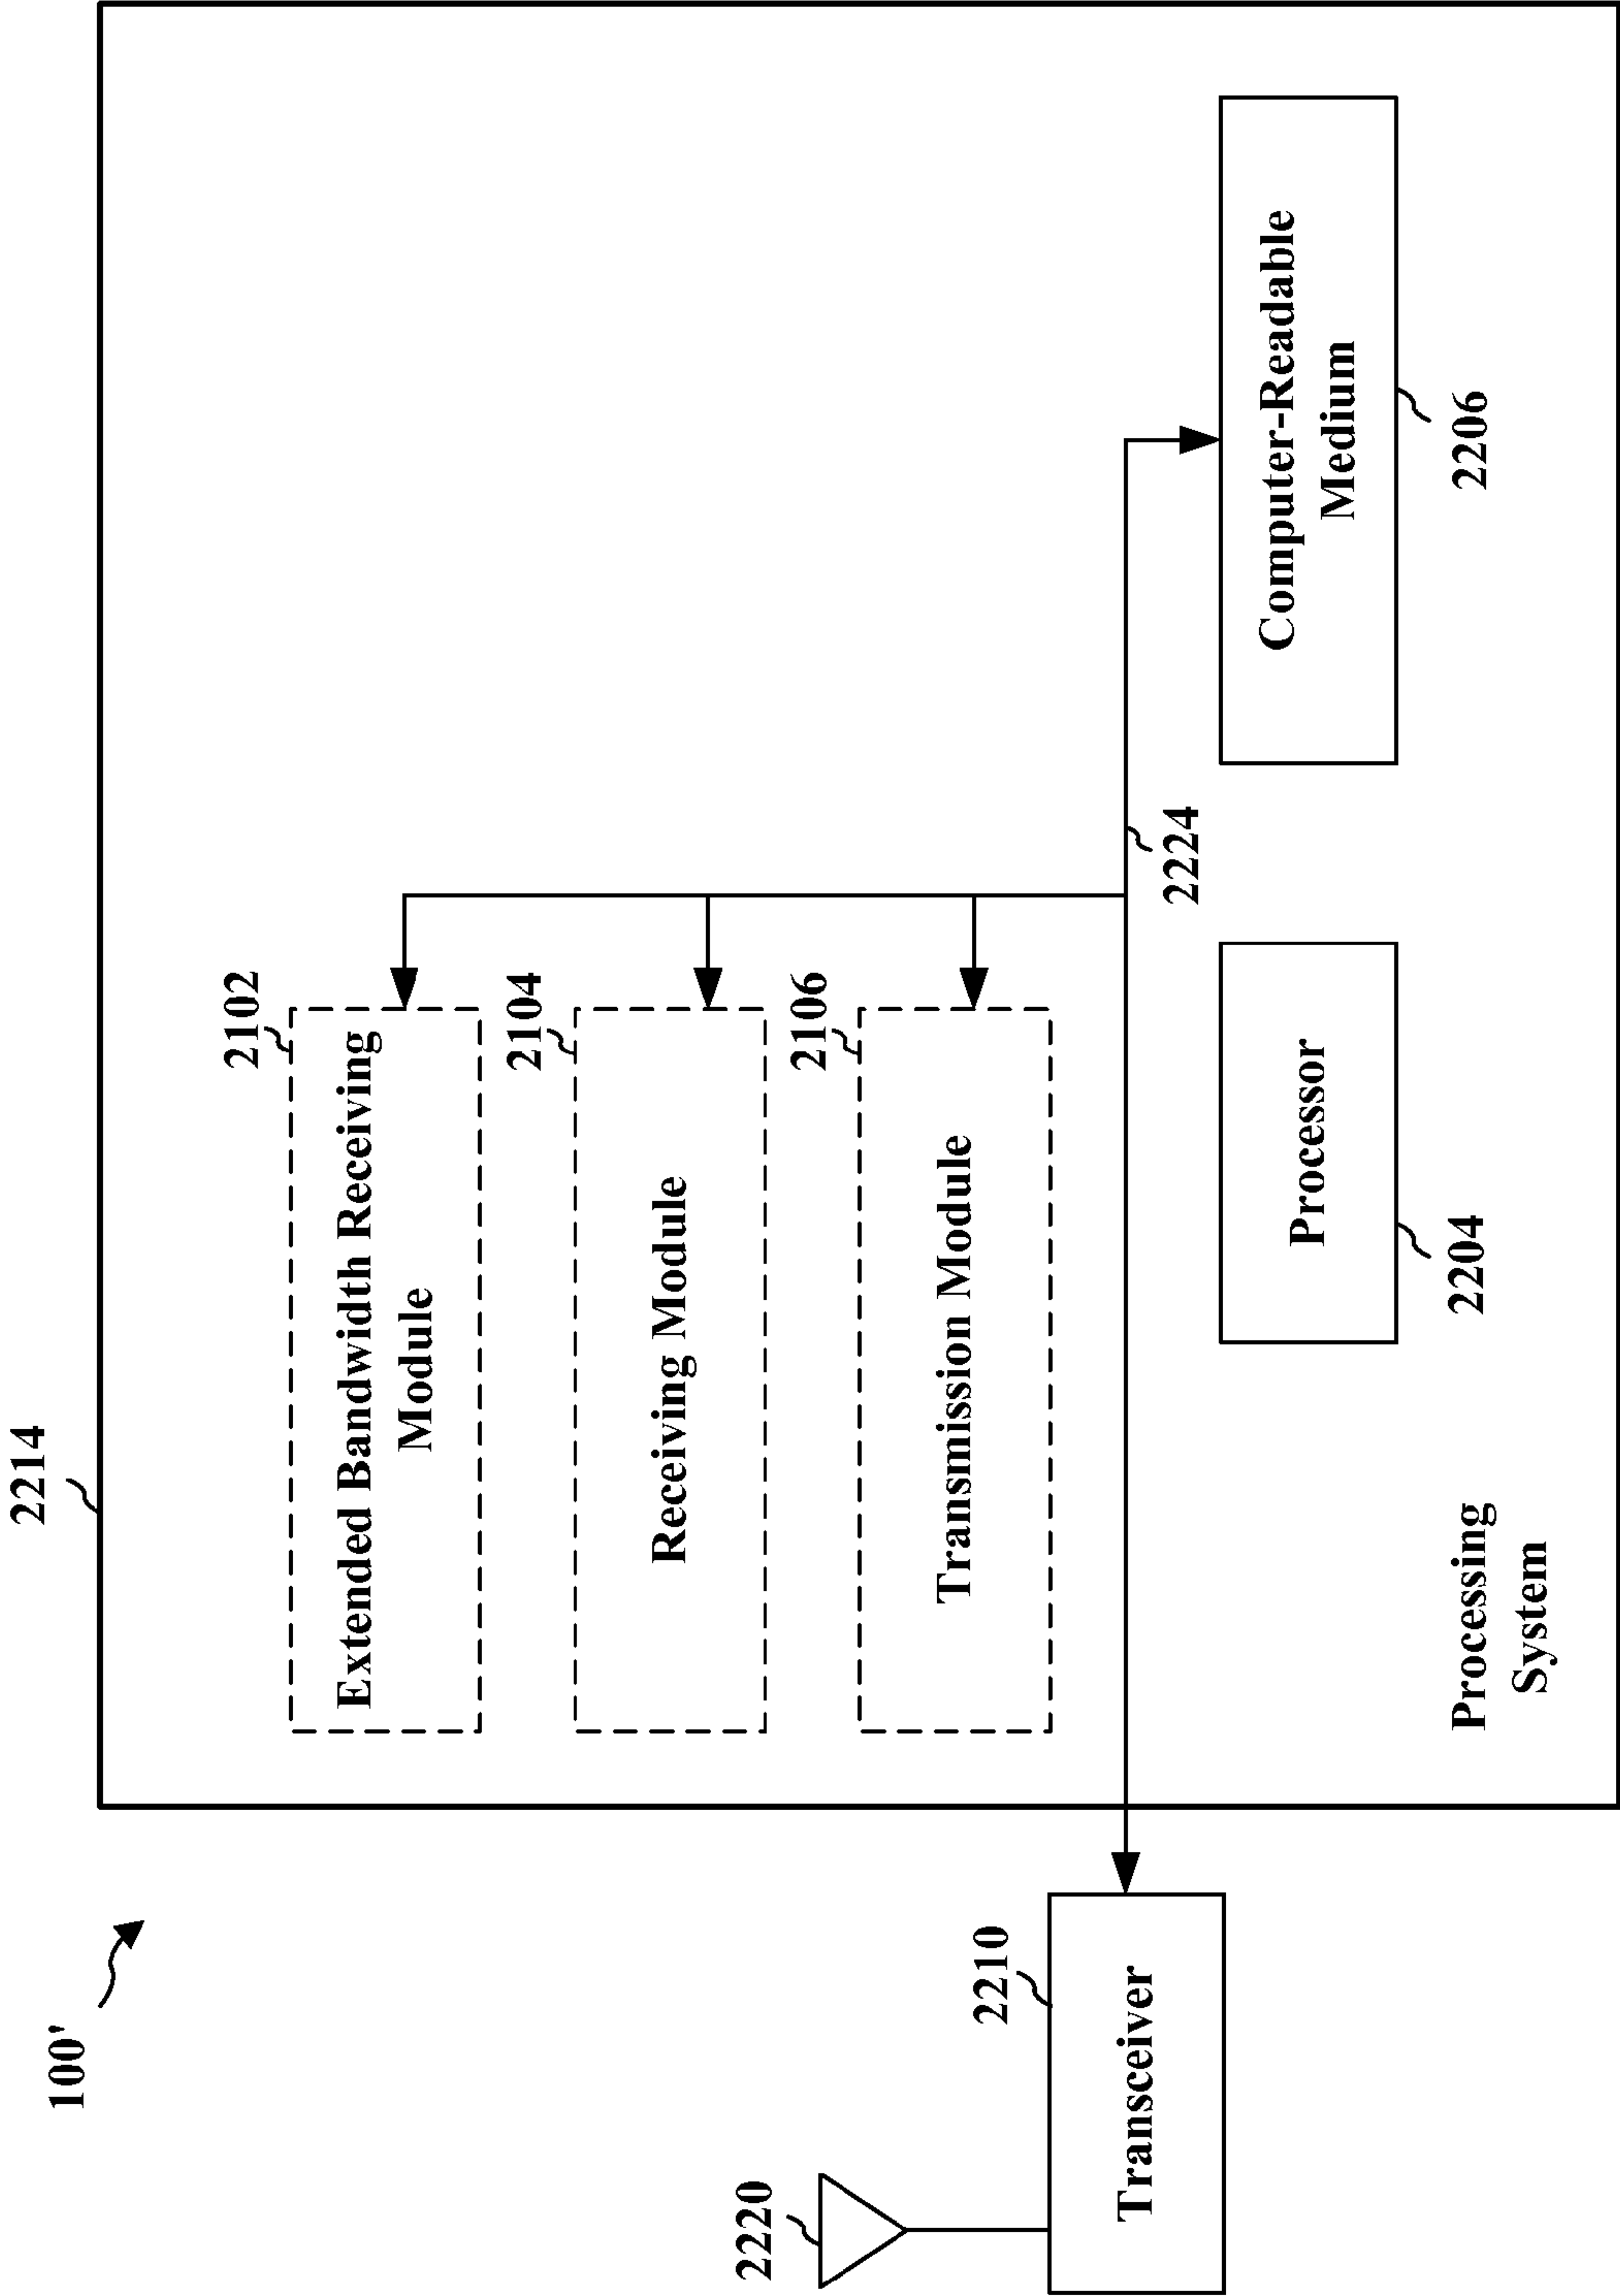 100'
2214
2102
Extended Bandwidth Receiving
Module
2104
Receiving Module
2106
Transmission Module
2220
2210
Transceiver
2224
Processor
2204
Computer-Readable
Medium
2206
Processing
System